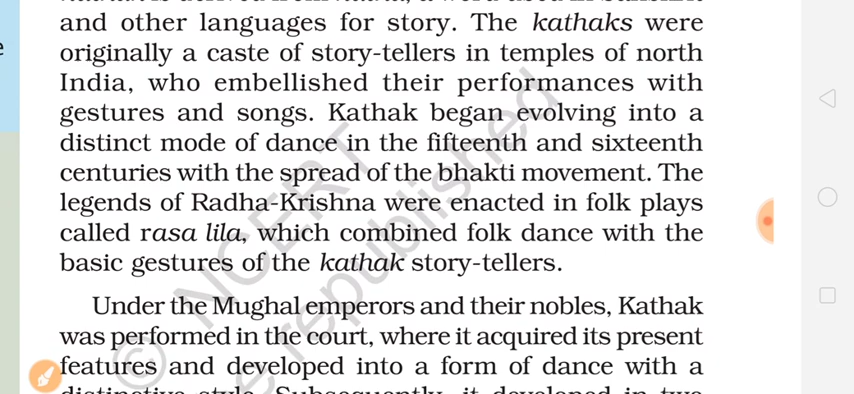 and other languages for story. The kathaks were
originally a caste of story-tellers in temples of north
India, who embellished their performances with
gestures and songs. Kathak began evolving into a
distinct mode of dance in the fifteenth and sixteenth
centuries with the spread of the bhakti movement. The
legends of Radha-Krishna were enacted in folk plays
called rasa lila, which combined folk dance with the
basic gestures of the kathak story-tellers.
Under the Mughal emperors and their nobles, Kathak
was performed in the court, where it acquired its present
features and developed into a form of dance with a
© NCERT
republished